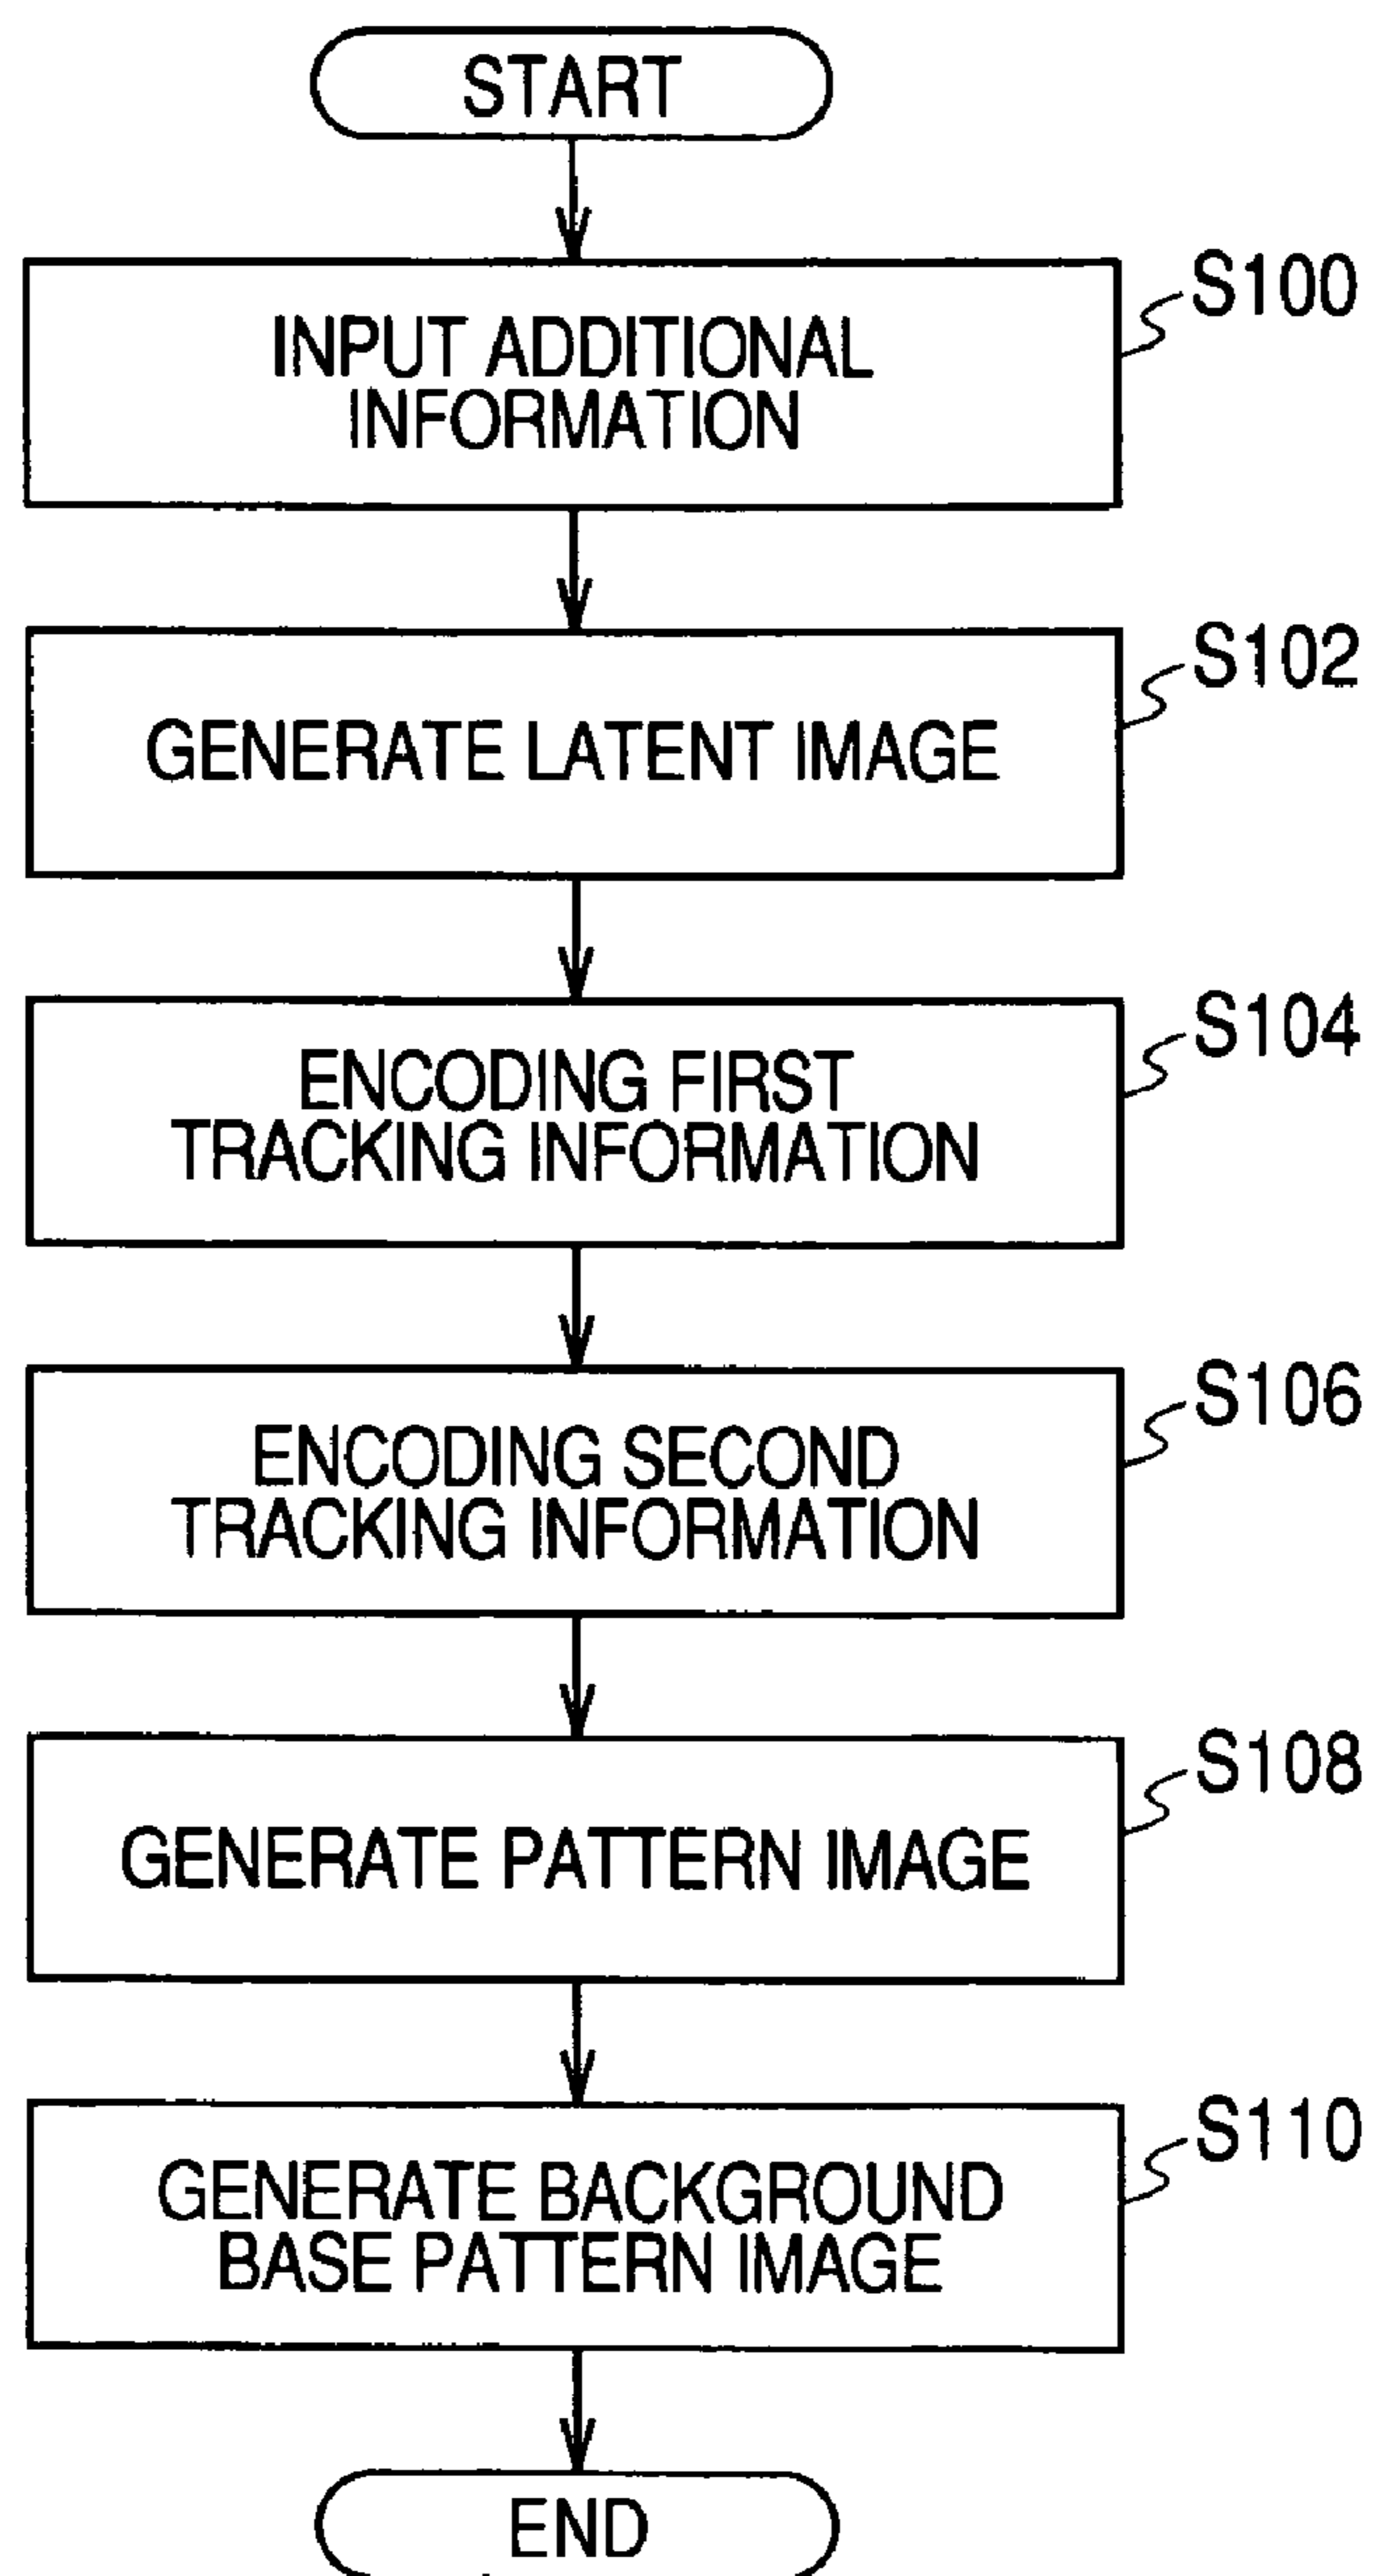 START
S100
INPUT ADDITIONAL
INFORMATION
S102
GENERATE LATENT IMAGE
S104
ENCODING FIRST
TRACKING INFORMATION
S106
ENCODING SECOND
TRACKING INFORMATION
S108
GENERATE PATTERN IMAGE
S110
GENERATE BACKGROUND
BASE PATTERN IMAGE
END